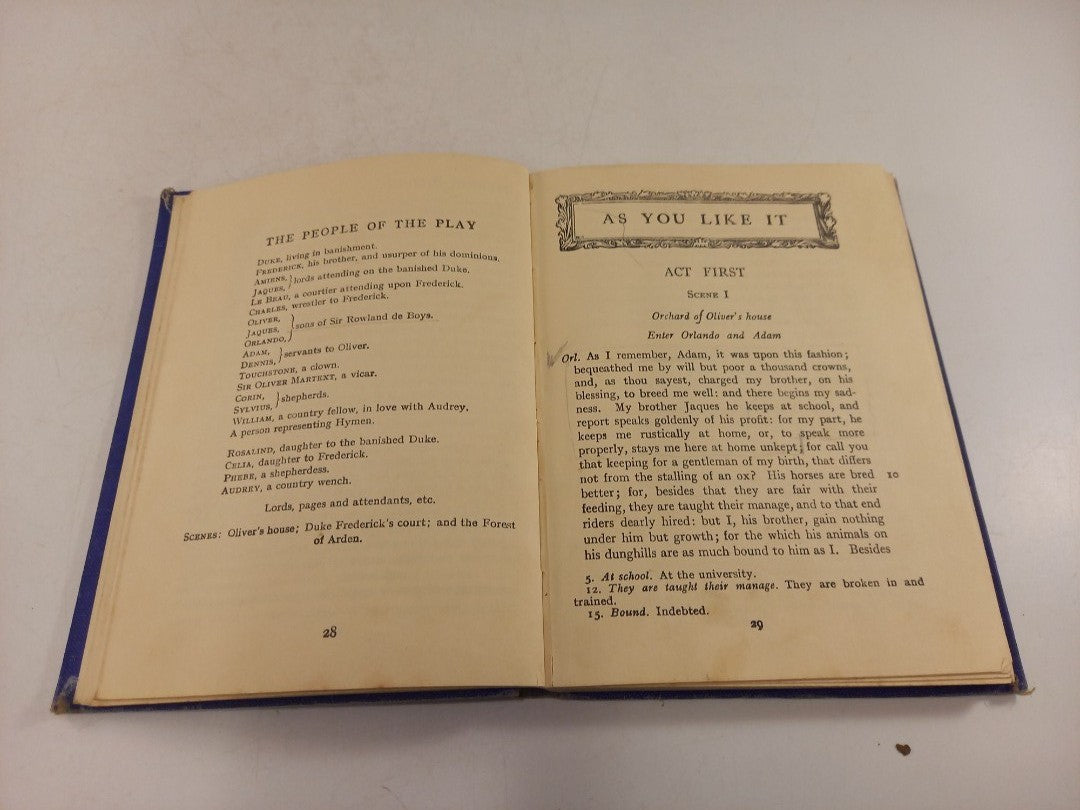 THE PEOPLE OF THE PLAY
DUKE, living in banishment.
FREDERICK, his brother, and usurper of his dominions.
AMIENS,
JAQUES, } lords attending on the banished Duke.
LE BEAU, a courtier attending upon Frederick.
CHARLES, wrestler to Frederick.
OLIVER,
JAQUES, } sons of Sir Rowland de Boys.
ORLANDO,
ADAM,
DENNIS, } servants to Oliver.
TOUCHSTONE, a clown.
SIR OLIVER MARTEXT, a vicar.
CORIN,
SYLVIUS, } shepherds.
WILLIAM, a country fellow, in love with Audrey.
A person representing Hymen.
ROSALIND, daughter to the banished Duke.
CELIA, daughter to Frederick.
PHEBE, a shepherdess.
AUDREY, a country wench.
Lords, pages and attendants, etc.
SCENES: Oliver's house; Duke Frederick's court; and the Forest
of Arden.
28
AS YOU LIKE IT
ACT FIRST
SCENE I
Orchard of Oliver's house
Enter Orlando and Adam
Orl. As I remember, Adam, it was upon this fashion;
bequeathed me by will but poor a thousand crowns,
and, as thou sayest, charged my brother, on his
blessing, to breed me well: and there begins my sad-
ness. My brother Jaques he keeps at school, and
report speaks goldenly of his profit: for my part, he
keeps me rustically at home, or, to speak more
properly, stays me here at home unkept; for call you
that keeping for a gentleman of my birth, that differs
not from the stalling of an ox? His horses are bred 10
better; for, besides that they are fair with their
feeding, they are taught their manage, and to that end
riders dearly hired: but I, his brother, gain nothing
under him but growth; for the which his animals on
his dunghills are as much bound to him as I. Besides
5. At school. At the university.
12. They are taught their manage. They are broken in and
trained.
15. Bound. Indebted.
29